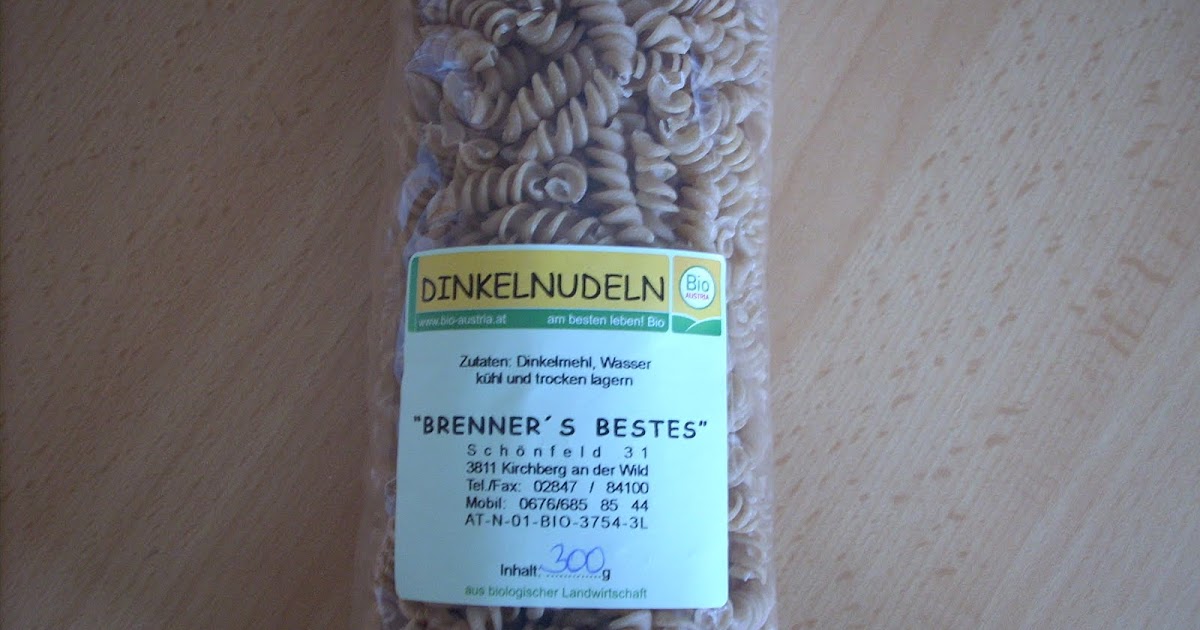 DINKELNUDELN
Bio
AUSTRIA
www.bio-austria.at am besten leben! Bio
Zutaten: Dinkelmehl, Wasser
kühl und trocken lagern
"BRENNER´S BESTES"
Schönfeld 31
3811 Kirchberg an der Wild
Tel./Fax: 02847 / 84100
Mobil: 0676/685 85 44
AT-N-01-BIO-3754-3L
Inhalt: 300 g
aus biologischer Landwirtschaft